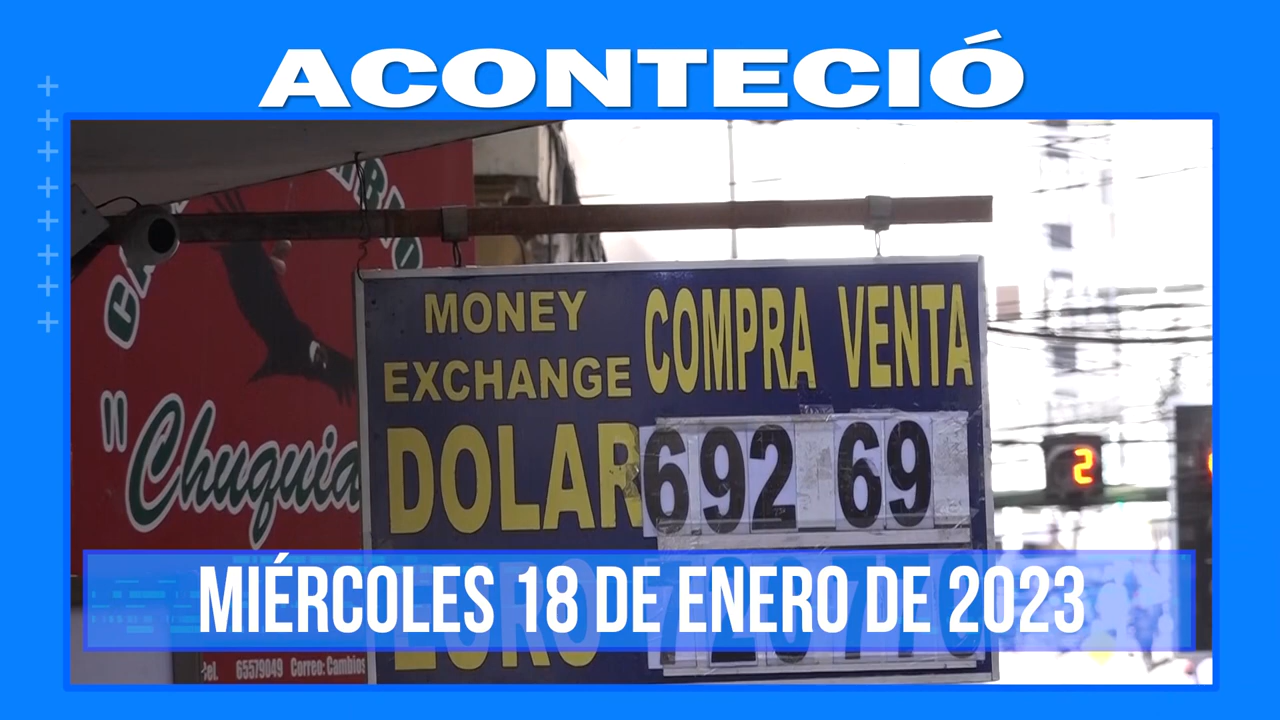 ACONTECIÓ
MONEY
EXCHANGE
COMPRA VENTA
DOLAR 692 69
"Chuquia
EURO
MIÉRCOLES 18 DE ENERO DE 2023
65579049 Correo: Cambios
2